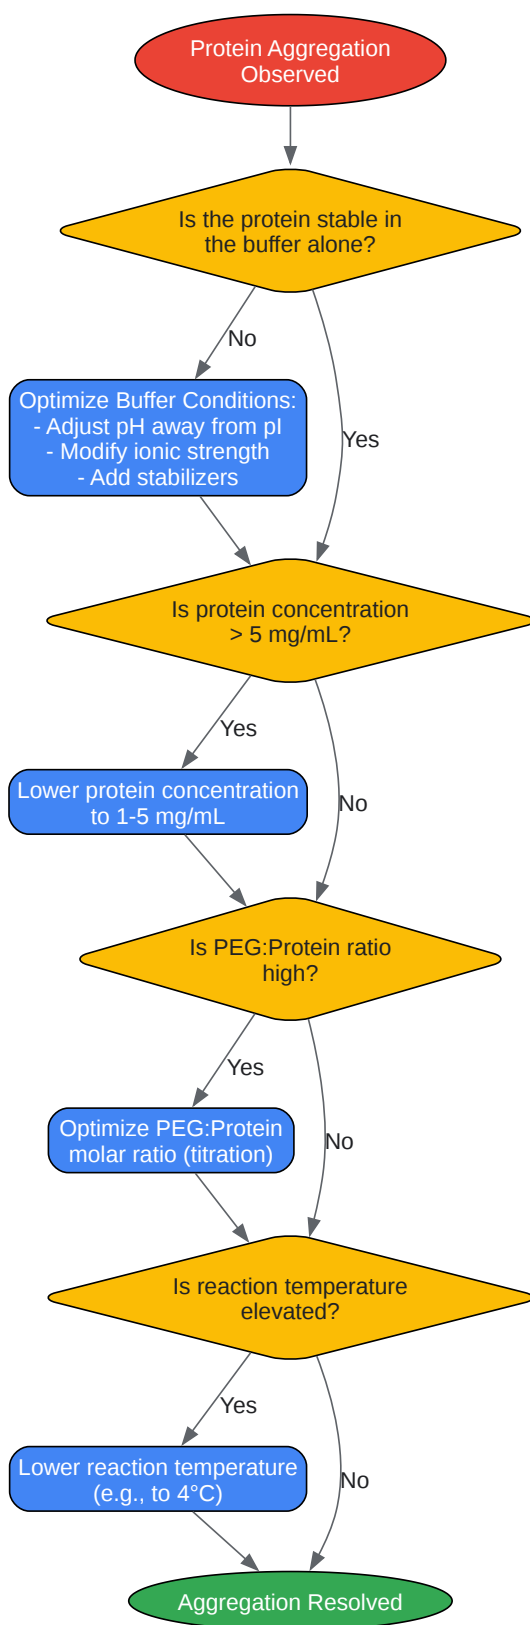 Protein Aggregation
Observed
Is the protein stable in
the buffer alone?
No
Yes
Optimize Buffer Conditions:
- Adjust pH away from pI
- Modify ionic strength
- Add stabilizers
Is protein concentration
> 5 mg/mL?
Yes
No
Lower protein concentration
to 1-5 mg/mL
Is PEG:Protein ratio
high?
Yes
No
Optimize PEG:Protein
molar ratio (titration)
Is reaction temperature
elevated?
Yes
No
Lower reaction temperature
(e.g., to 4°C)
Aggregation Resolved